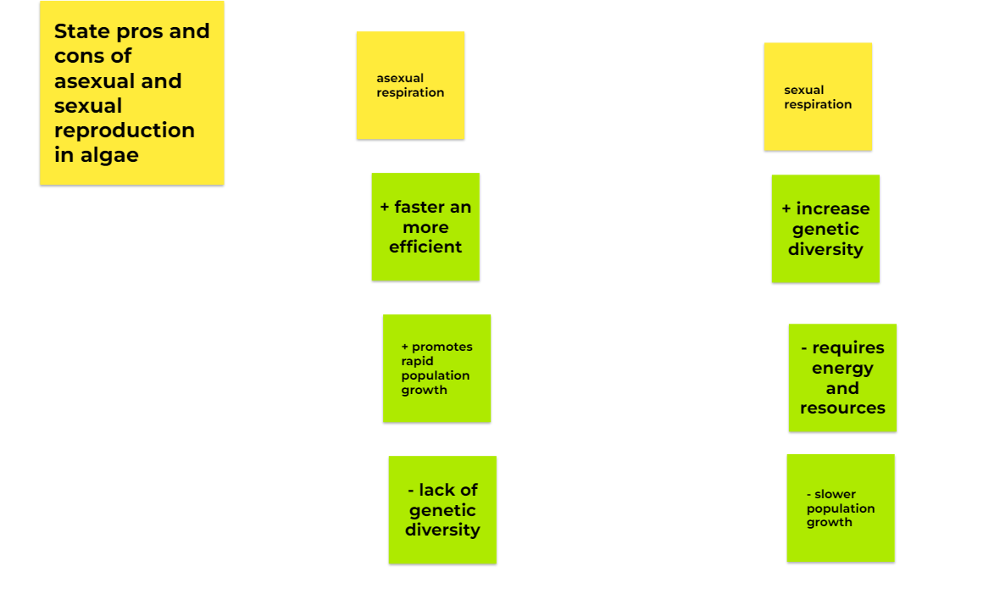 State pros and
cons of
asexual and
sexual
reproduction
in algae
asexual
respiration
+ faster an
more
efficient
+ promotes
rapid
population
growth
- lack of
genetic
diversity
sexual
respiration
+ increase
genetic
diversity
- requires
energy
and
resources
- slower
population
growth